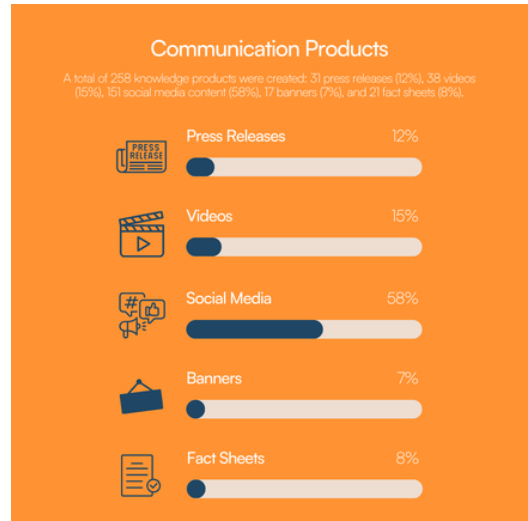 Communication Products
A total of 258 knowledge products were created: 31 press releases (12%), 38 videos
(15%), 151 social media content (58%), 17 banners (7%), and 21 fact sheets (8%).
PRESS
RELEASE
Press Releases 12%
Videos 15%
#
Social Media 58%
Banners 7%
Fact Sheets 8%